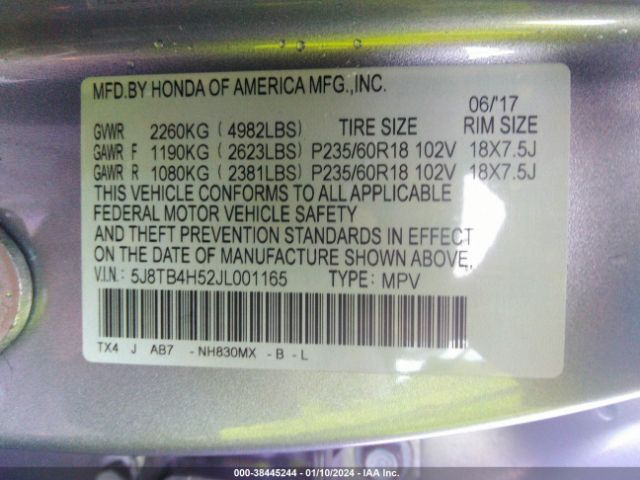 MFD.BY HONDA OF AMERICA MFG.,INC.
06/'17
GVWR 2260KG ( 4982LBS) TIRE SIZE RIM SIZE
GAWR F 1190KG ( 2623LBS) P235/60R18 102V 18X7.5J
GAWR R 1080KG ( 2381LBS) P235/60R18 102V 18X7.5J
THIS VEHICLE CONFORMS TO ALL APPLICABLE
FEDERAL MOTOR VEHICLE SAFETY
AND THEFT PREVENTION STANDARDS IN EFFECT
ON THE DATE OF MANUFACTURE SHOWN ABOVE,
V.I.N: 5J8TB4H52JL001165 TYPE: MPV
TX4 J AB7 -NH830MX -B -L
000-38445244 - 01/10/2024 - IAA Inc.